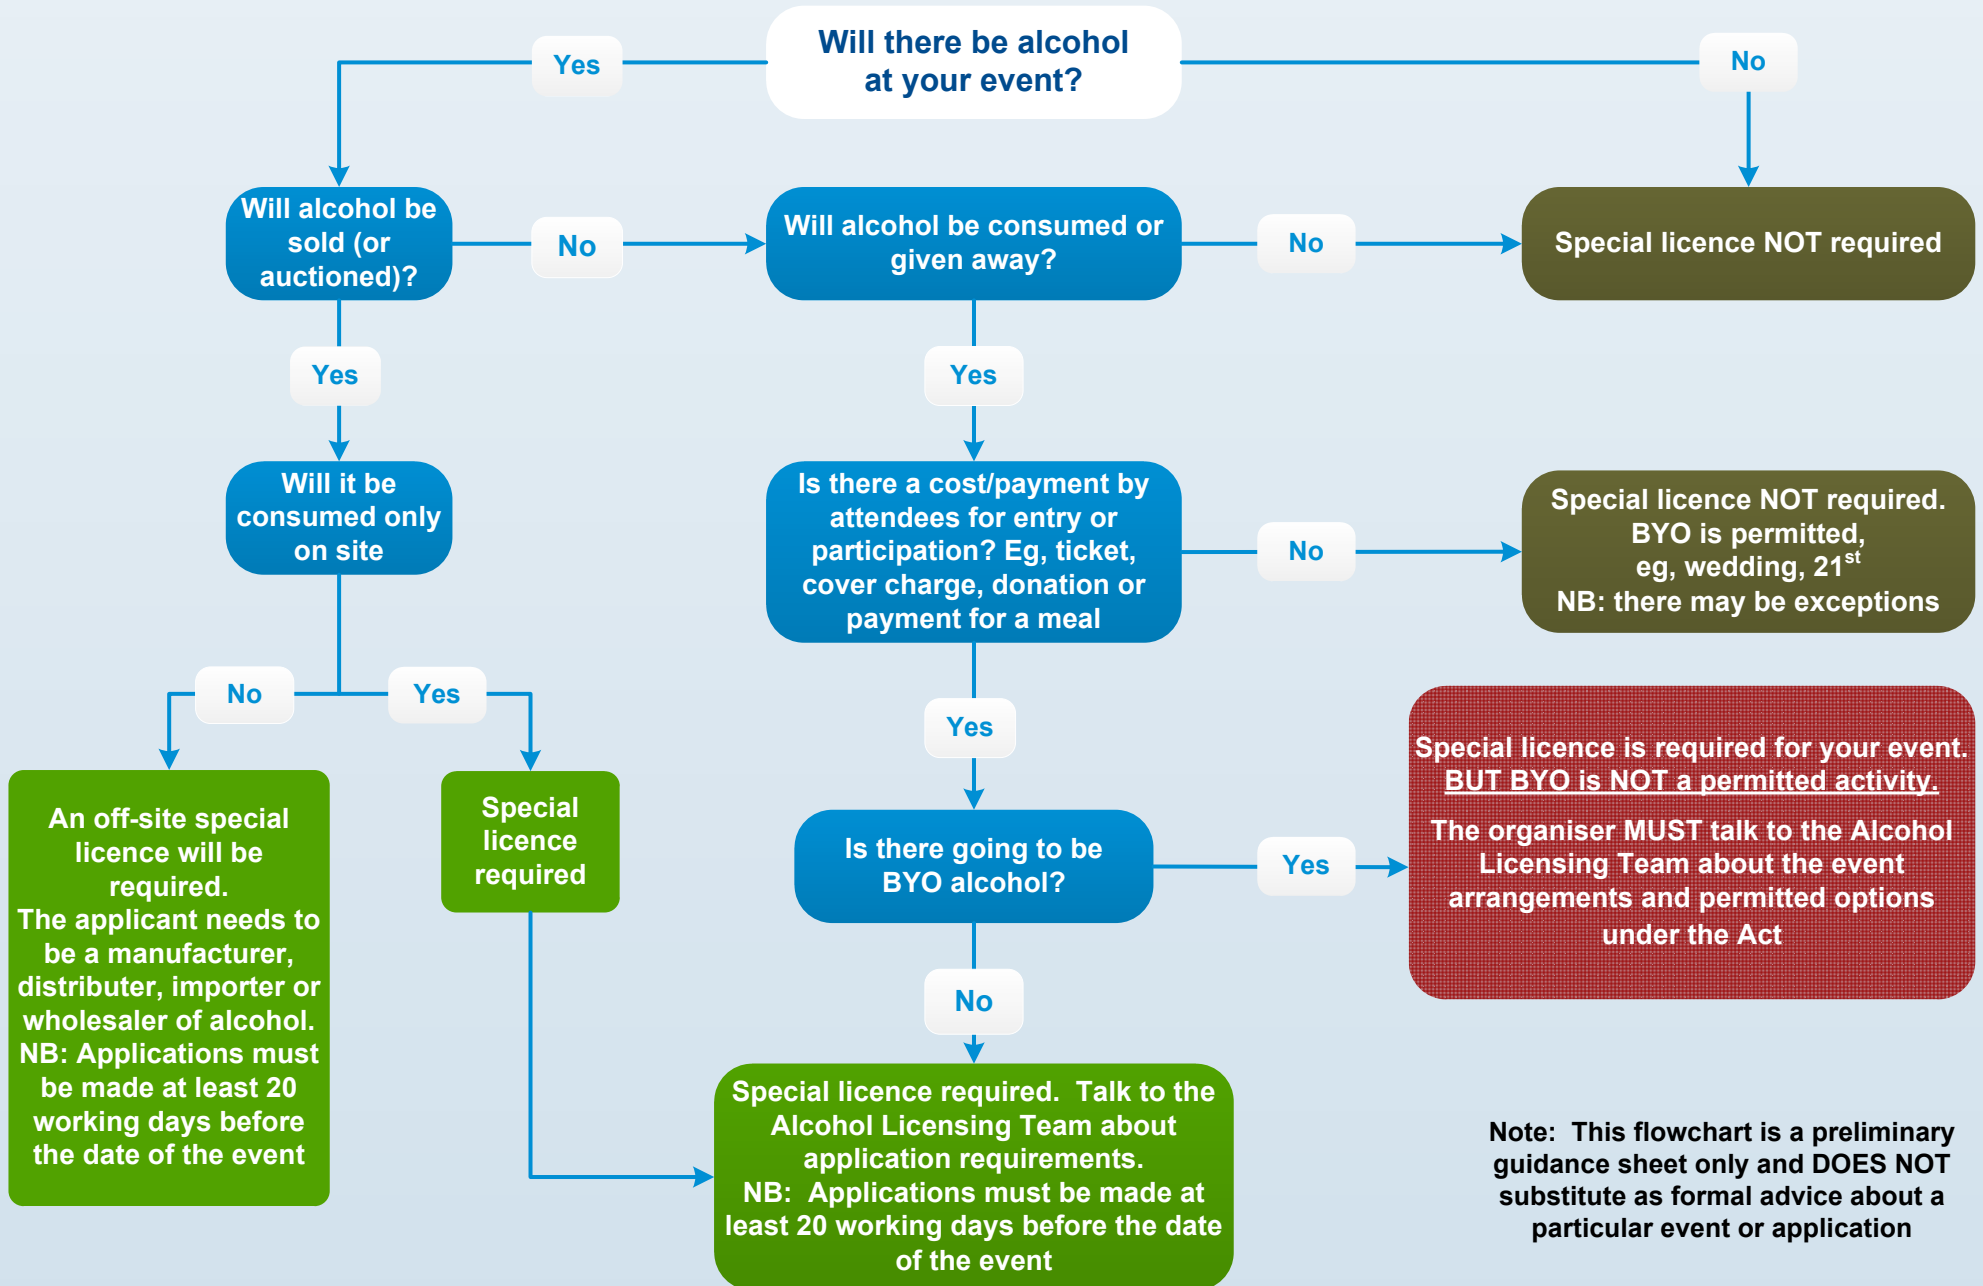 Will there be alcohol
at your event?
Yes
No
Will alcohol be
sold (or
auctioned)?
No
Will alcohol be consumed or
given away?
No
Special licence NOT required
Yes
Yes
Will it be
consumed only
on site
Is there a cost/payment by
attendees for entry or
participation? Eg, ticket,
cover charge, donation or
payment for a meal
No
Special licence NOT required.
BYO is permitted,
eg, wedding, 21st
NB: there may be exceptions
No
Yes
Yes
An off-site special
licence will be
required.
The applicant needs to
be a manufacturer,
distributer, importer or
wholesaler of alcohol.
NB: Applications must
be made at least 20
working days before
the date of the event
Special
licence
required
Is there going to be
BYO alcohol?
Yes
Special licence is required for your event.
BUT BYO is NOT a permitted activity.
The organiser MUST talk to the Alcohol
Licensing Team about the event
arrangements and permitted options
under the Act
No
Special licence required. Talk to the
Alcohol Licensing Team about
application requirements.
NB: Applications must be made at
least 20 working days before the date
of the event
Note: This flowchart is a preliminary
guidance sheet only and DOES NOT
substitute as formal advice about a
particular event or application